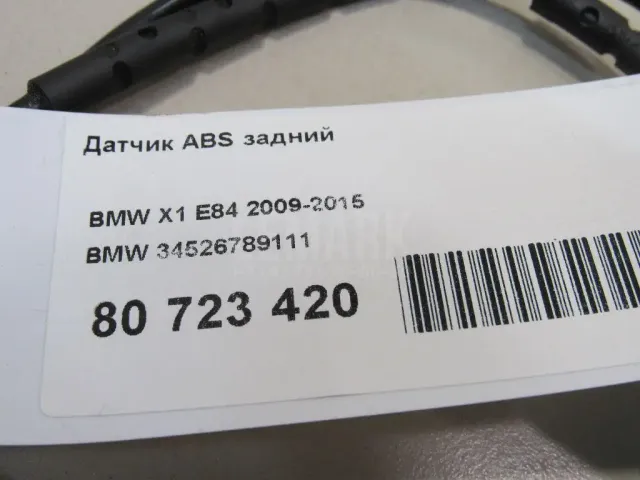 Датчик ABS задний
BMW X1 E84 2009-2015
BMW 34526789111
80 723 420